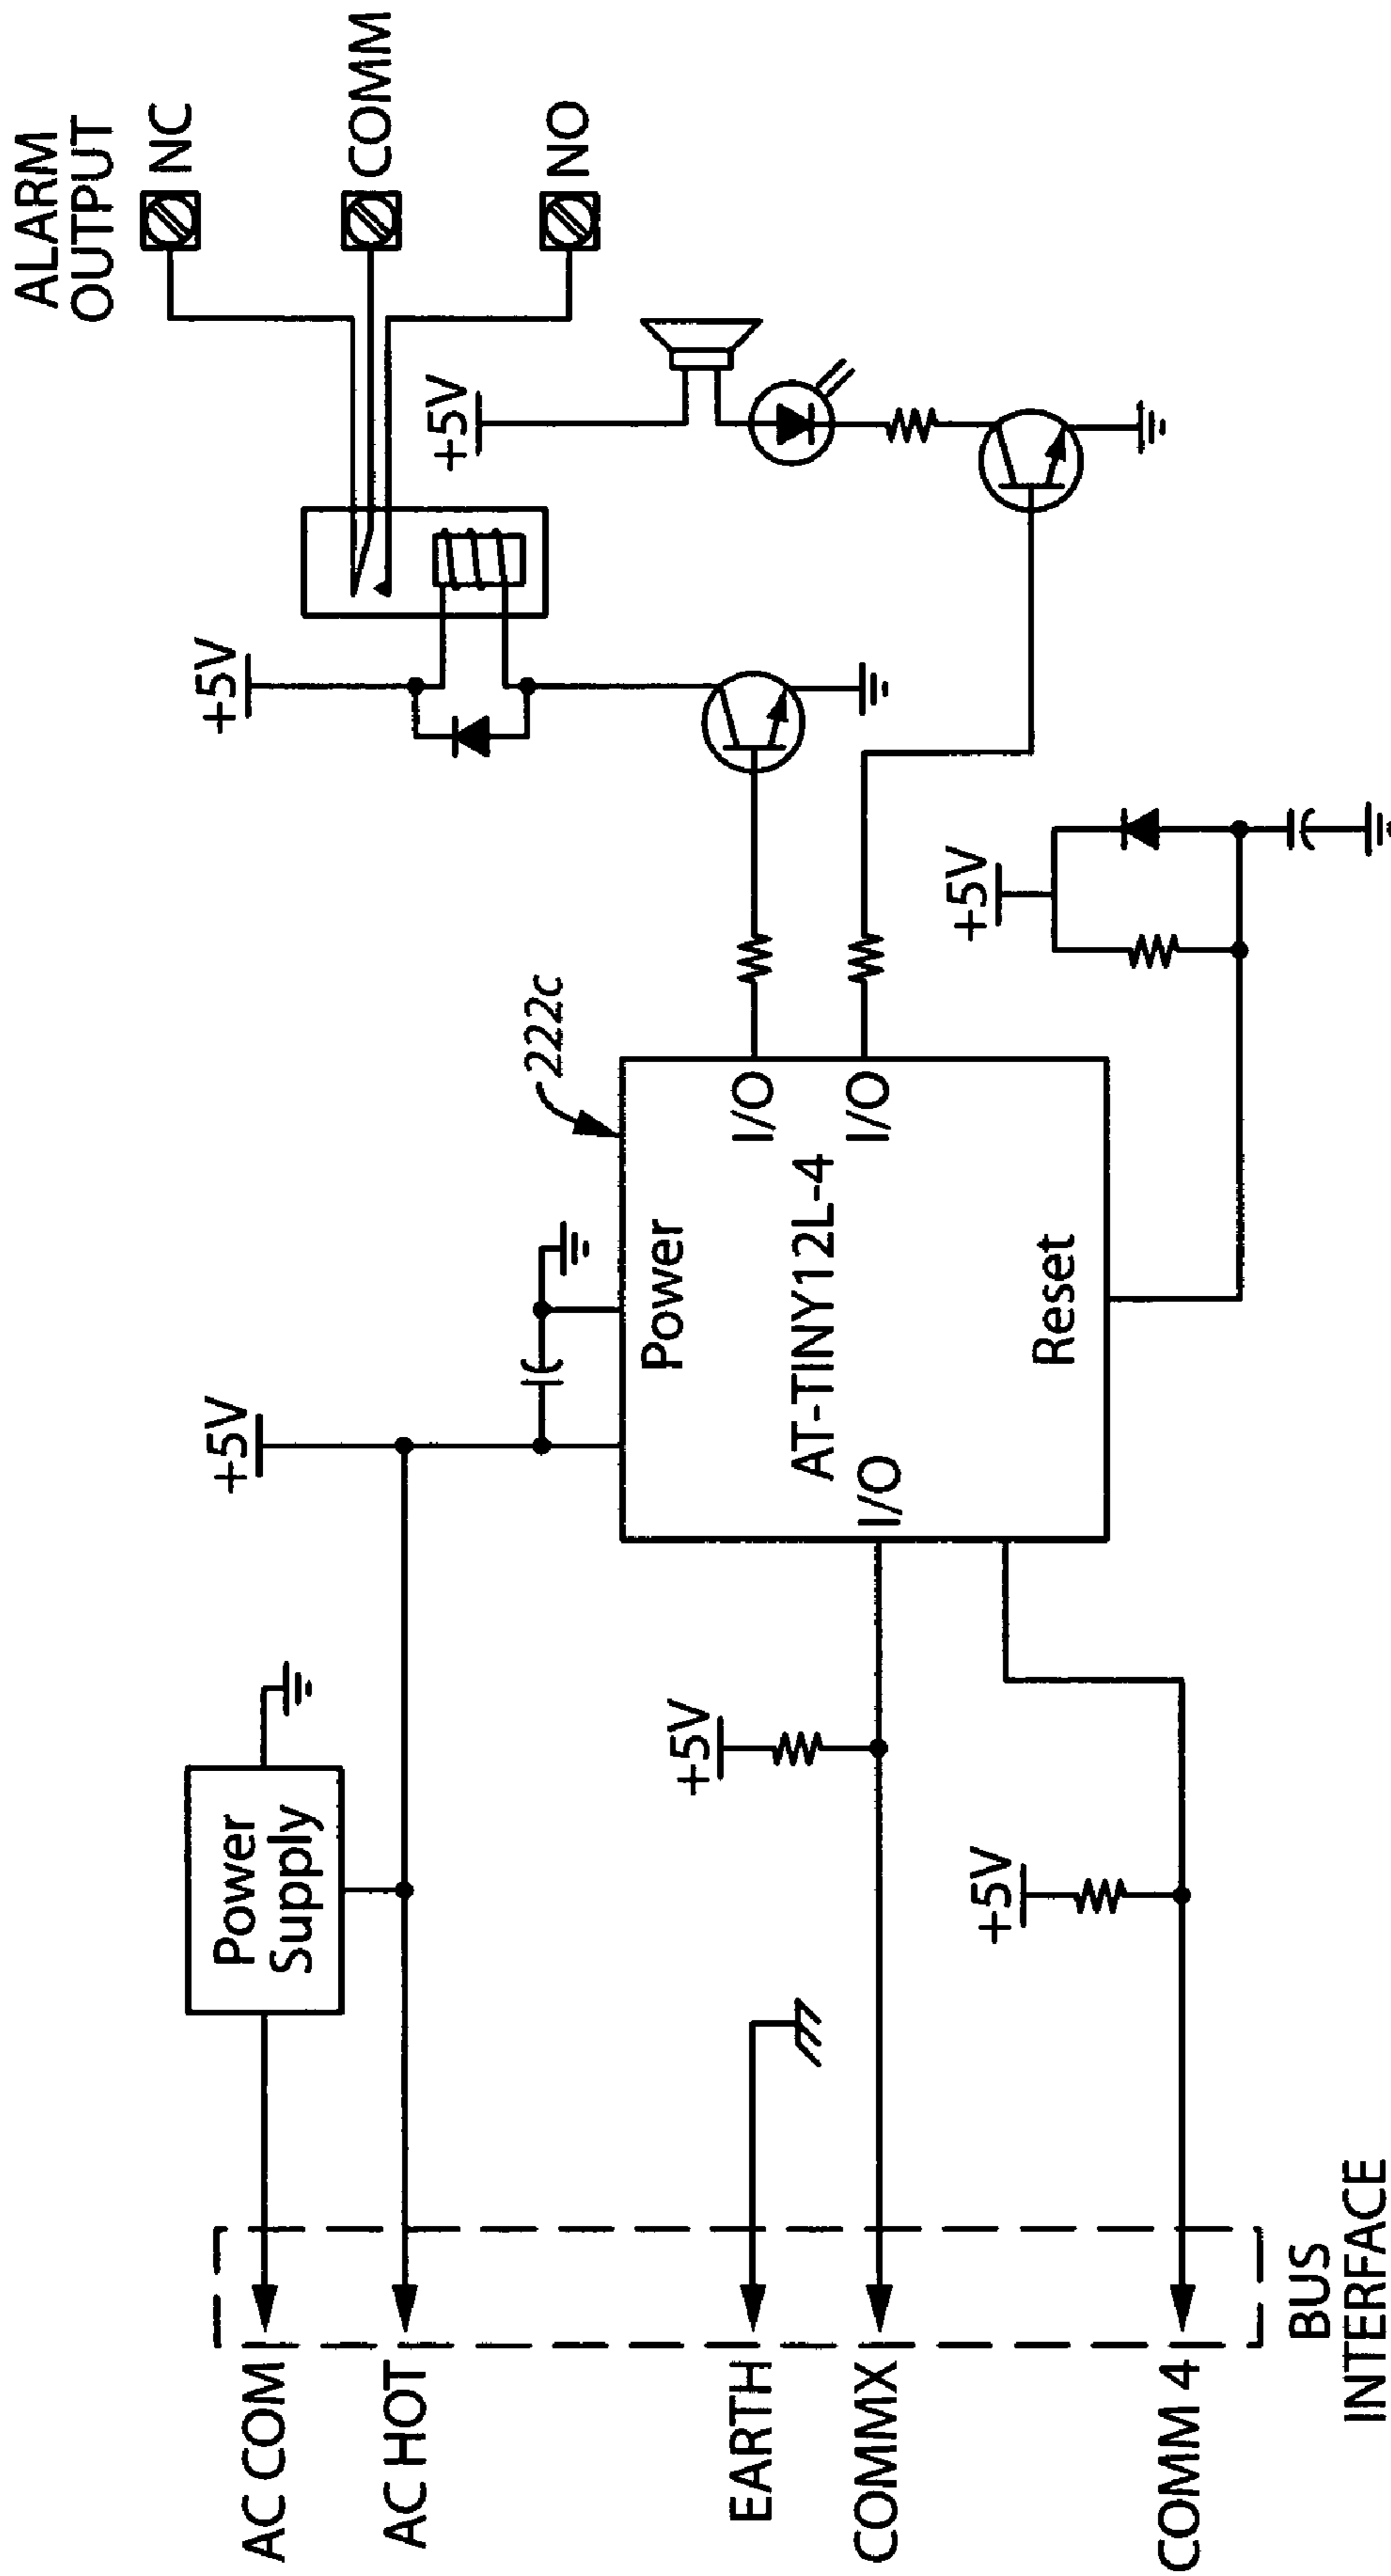 ALARM
OUTPUT
NC
COMM
NO
+5V
+5V
+5V
222c
Power
I/O
I/O
AT-TINY12L-4
I/O
Reset
+5V
+5V
Power
Supply
+5V
+5V
AC COM
AC HOT
EARTH
COMMX
COMM 4
BUS
INTERFACE